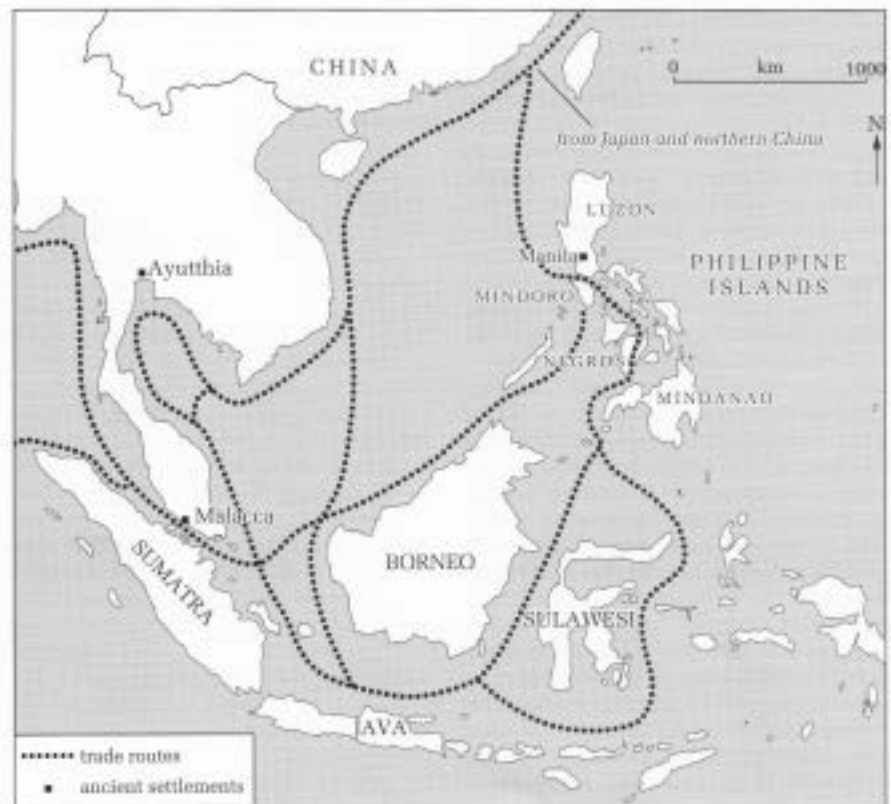 CHINA
0 km 1000
from Japan and northern China
N
LUZON
Manila
PHILIPPINE
ISLANDS
Ayutthia
MINDORO
NEGROS
MINDANAO
Malacca
SUMATRA
BORNEO
SULAWESI
JAVA
trade routes
ancient settlements